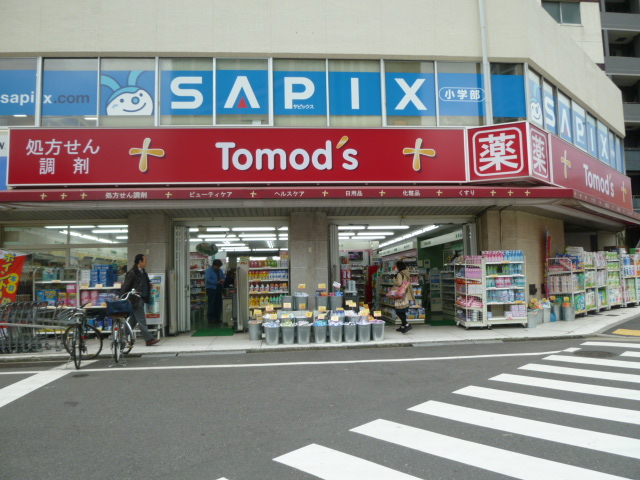 sapix.com
SAPIX
サピックス
小学部
SAPIX
処方せん
調剤
Tomod's
薬
薬
Tomod's
処方せん調剤 ビューティケア ヘルスケア 日用品 化粧品 くすり